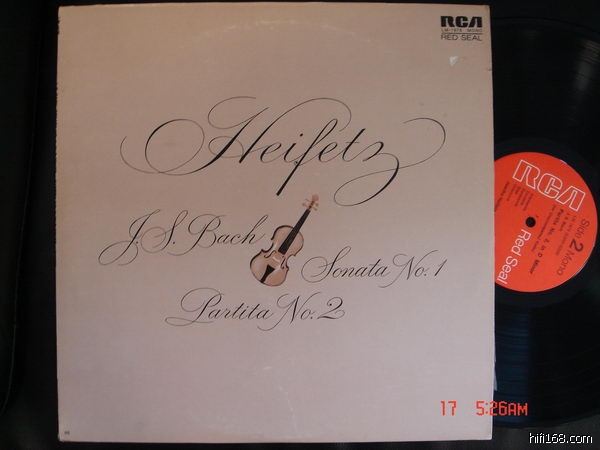 RCA
LM-1976 MONO
RED SEAL
Heifetz
J.S. Bach
Sonata No. 1
Partita No. 2
RCA
Side 2 Mono
Red Seal
17 5:26AM
hifi168.com